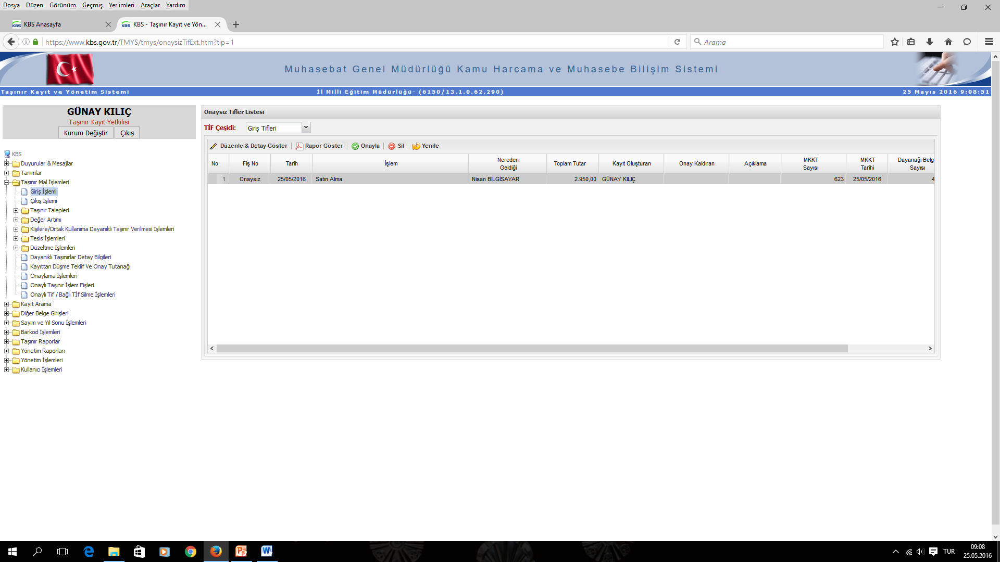 Dosya Düzen Görünüm Geçmiş Yer imleri Araçlar Yardım
KBS Anasayfa
KBS - Taşınır Kayıt ve Yön...
https://www.kbs.gov.tr/TMYS/tmys/onaysizTifExt.htm?tip=1
Arama
Muhasebat Genel Müdürlüğü Kamu Harcama ve Muhasebe Bilişim Sistemi
Taşınır Kayıt ve Yönetim Sistemi
İl Milli Eğitim Müdürlüğü- (6150/13.1.0.62.290)
25 Mayıs 2016 9:08:51
GÜNAY KILIÇ
Taşınır Kayıt Yetkilisi
Kurum Değiştir Çıkış
KBS
Duyurular & Mesajlar
Tanımlar
Taşınır Mal İşlemleri
Giriş İşlemi
Çıkış İşlemi
Taşınır Talepleri
Değer Artımı
Kişilere/Ortak Kullanıma Dayanıklı Taşınır Verilmesi İşlemleri
Tesis İşlemleri
Düzeltme İşlemleri
Dayanıklı Taşınırlar Detay Bilgileri
Kayıttan Düşme Teklif Ve Onay Tutanağı
Onaylama İşlemleri
Onaylı Taşınır İşlem Fişleri
Onaylı Tif / Bağlı Tif Silme İşlemleri
Kayıt Arama
Diğer Belge Girişleri
Sayım ve Yıl Sonu İşlemleri
Barkod İşlemleri
Taşınır Raporlar
Yönetim Raporları
Yönetim İşlemleri
Kullanıcı İşlemleri
Onaysız Tifler Listesi
TİF Çeşidi: Giriş Tifleri
Düzenle & Detay Göster Rapor Göster Onayla Sil Yenile
No Fiş No Tarih İşlem Nereden Geldiği Toplam Tutar Kayıt Oluşturan Onay Kaldıran Açıklama MKKT Sayısı MKKT Tarihi Dayanağı Belg Sayısı
1 Onaysız 25/05/2016 Satın Alma Nisan BİLGİSAYAR 2.950,00 GÜNAY KILIÇ 623 25/05/2016 4
TUR
09:08
25.05.2016